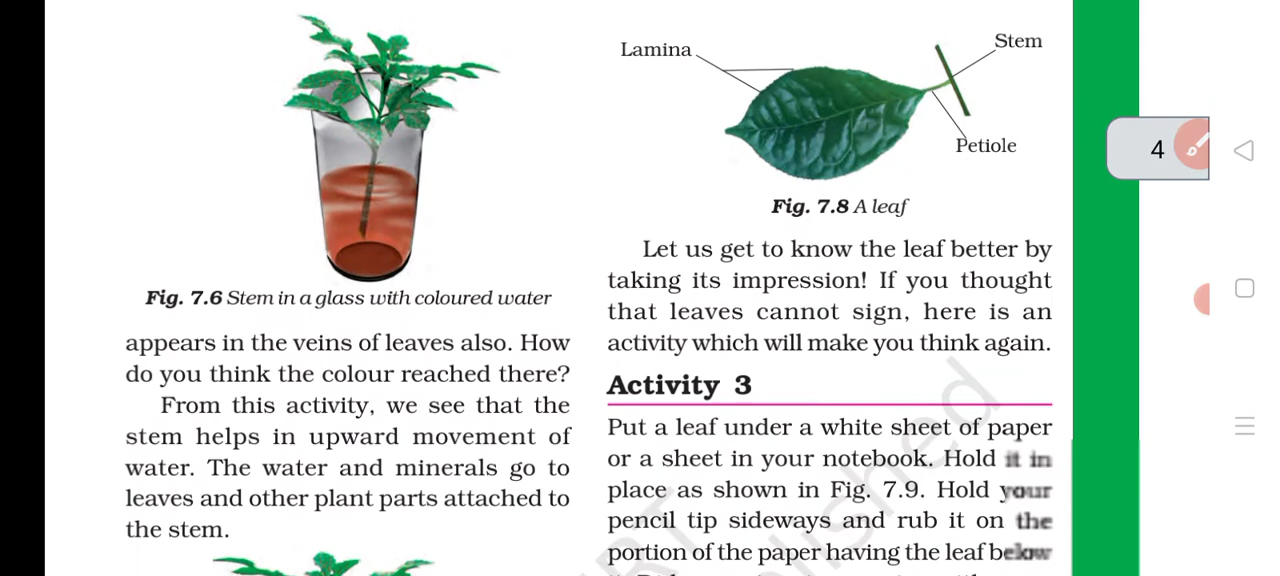 Fig. 7.6 Stem in a glass with coloured water
appears in the veins of leaves also. How
do you think the colour reached there?
From this activity, we see that the
stem helps in upward movement of
water. The water and minerals go to
leaves and other plant parts attached to
the stem.
Lamina
Stem
Petiole
Fig. 7.8 A leaf
Let us get to know the leaf better by
taking its impression! If you thought
that leaves cannot sign, here is an
activity which will make you think again.
Activity 3
Put a leaf under a white sheet of paper
or a sheet in your notebook. Hold it in
place as shown in Fig. 7.9. Hold your
pencil tip sideways and rub it on the
portion of the paper having the leaf below
4